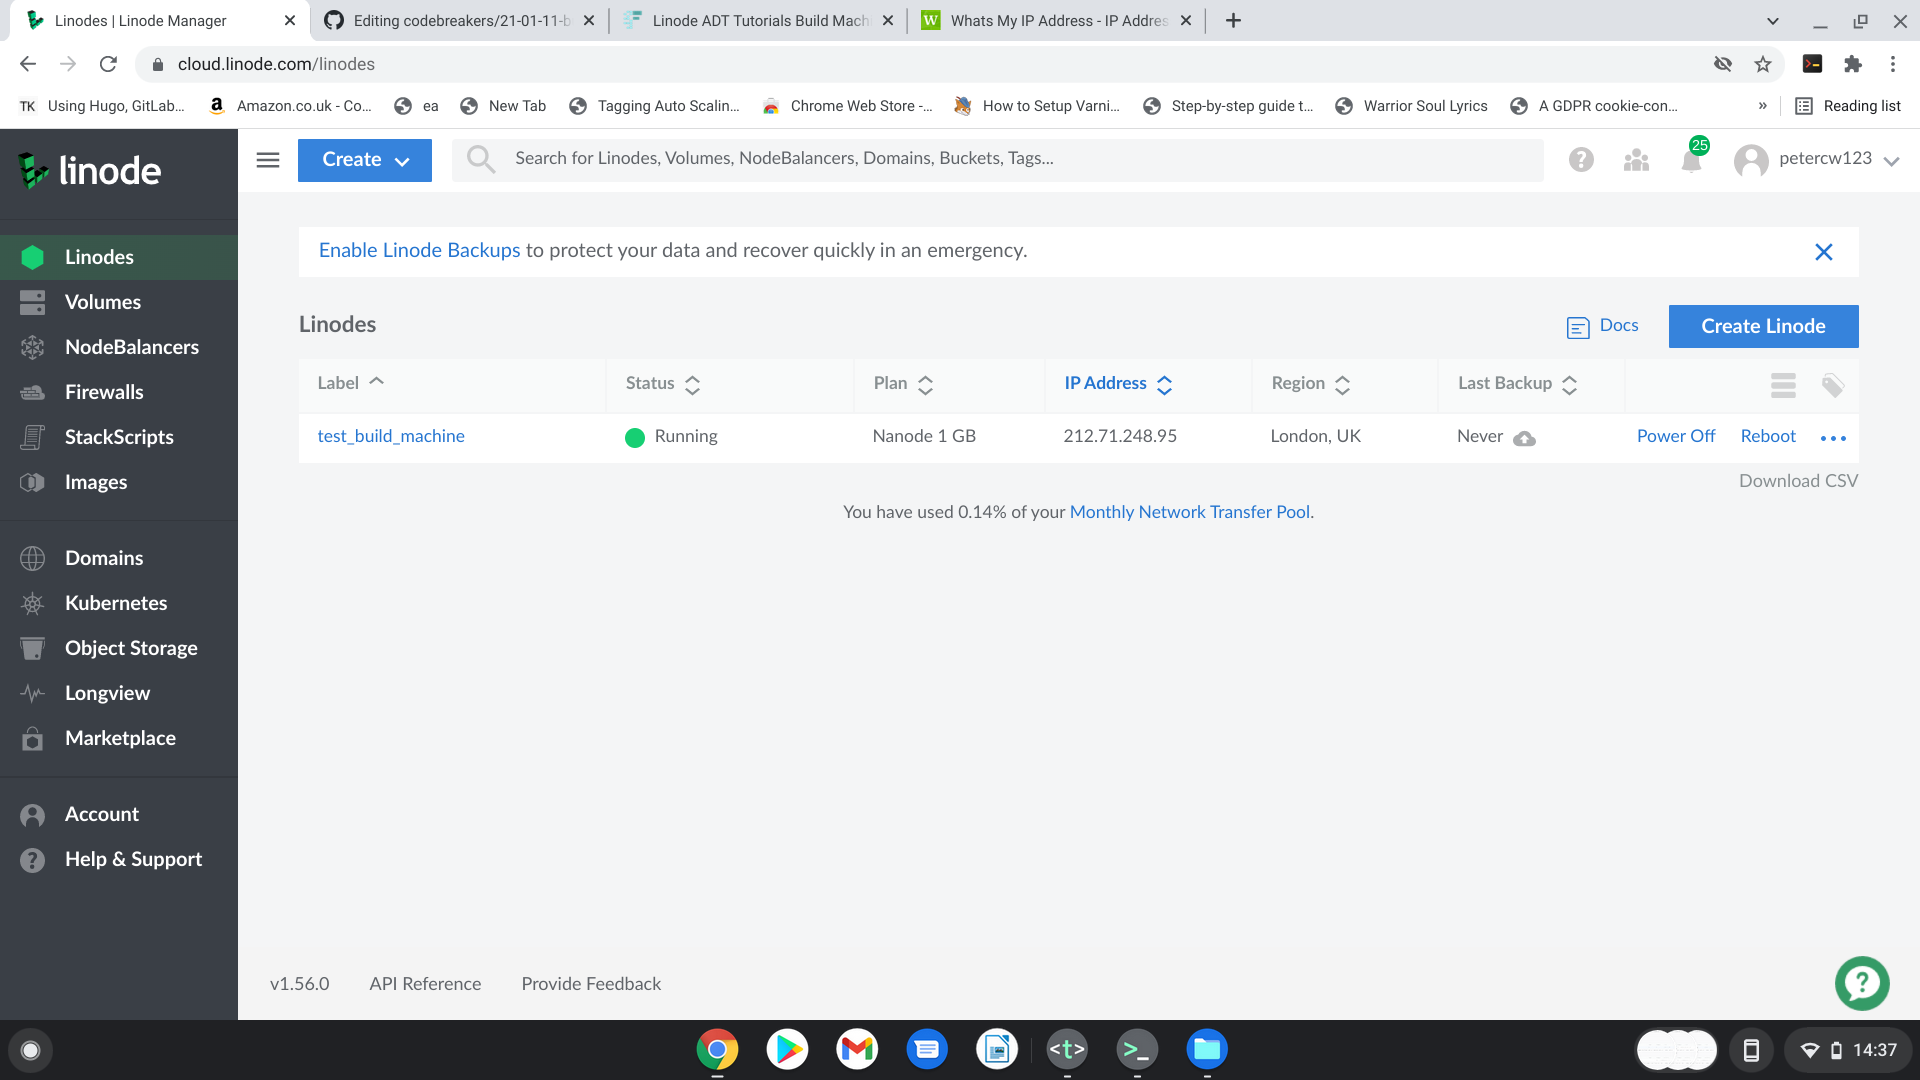 Linodes | Linode Manager
Editing codebreakers/21-01-11-b
Linode ADT Tutorials Build Mach
Whats My IP Address - IP Addres
cloud.linode.com/linodes
TK Using Hugo, GitLab...
Amazon.co.uk - Co...
ea
New Tab
Tagging Auto Scalin...
Chrome Web Store -...
How to Setup Varni...
Step-by-step guide t...
Warrior Soul Lyrics
A GDPR cookie-con...
»
Reading list
linode
Create
Search for Linodes, Volumes, NodeBalancers, Domains, Buckets, Tags...
25
petercw123
Linodes
Volumes
NodeBalancers
Firewalls
StackScripts
Images
Domains
Kubernetes
Object Storage
Longview
Marketplace
Account
Help & Support
Enable Linode Backups to protect your data and recover quickly in an emergency.
Linodes
Docs
Create Linode
Label Status Plan IP Address Region Last Backup
test_build_machine Running Nanode 1 GB 212.71.248.95 London, UK Never Power Off Reboot
Download CSV
You have used 0.14% of your Monthly Network Transfer Pool.
v1.56.0 API Reference Provide Feedback
<t>
>_
14:37